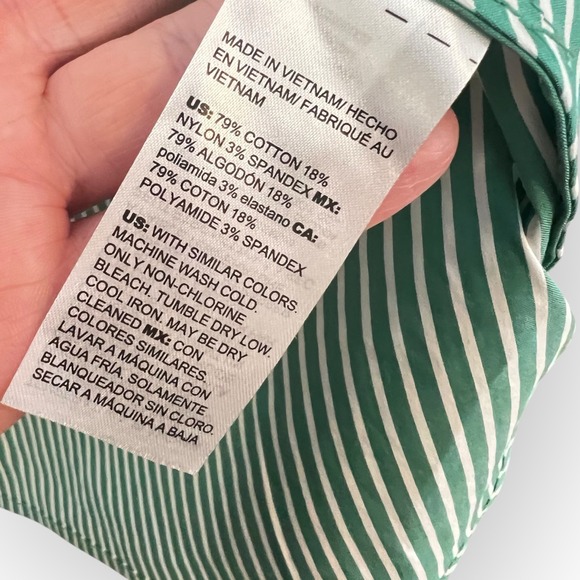 MADE IN VIETNAM/ HECHO
EN VIETNAM/ FABRIQUÉ AU
VIETNAM
US: 79% COTTON 18%
NYLON 3% SPANDEX MX:
79% ALGODÓN 18%
poliamida 3% elastano CA:
79% COTON 18%
POLYAMIDE 3% SPANDEX
US: WITH SIMILAR COLORS.
MACHINE WASH COLD.
ONLY NON-CHLORINE
BLEACH. TUMBLE DRY LOW.
COOL IRON. MAY BE DRY
CLEANED MX: CON
COLORES SIMILARES.
LAVAR A MÁQUINA CON
AGUA FRÍA. SOLAMENTE
BLANQUEADOR SIN CLORO.
SECAR A MÁQUINA A BAJA